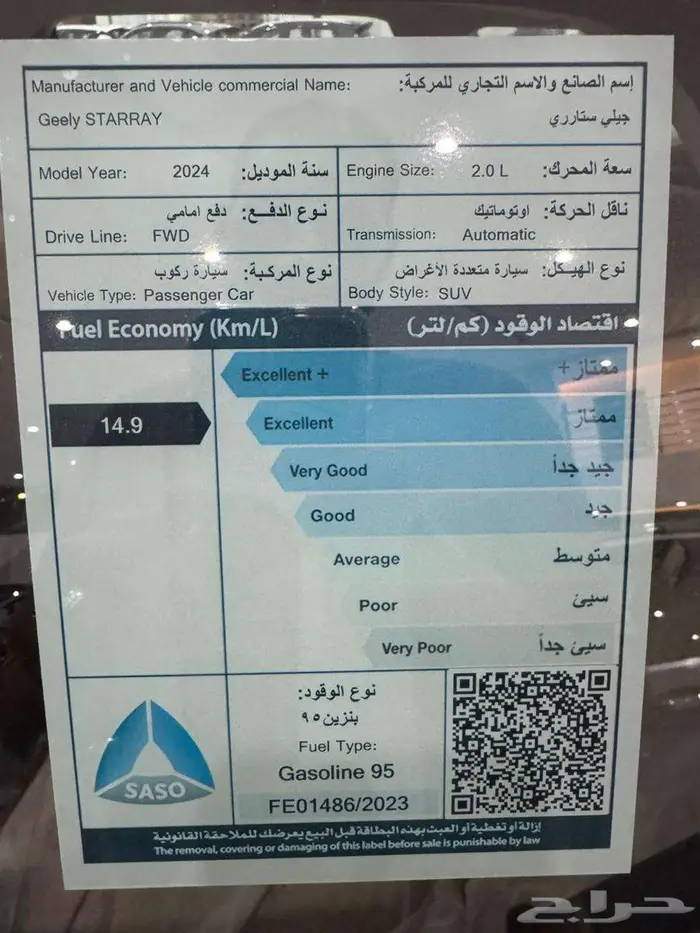 Manufacturer and Vehicle commercial Name: إسم الصانع والاسم التجاري للمركبة:
Geely STARRAY جيلي ستارري
Model Year: 2024 سنة الموديل:
Engine Size: 2.0 L سعة المحرك:
نوع الدفـع: دفع امامي
Drive Line: FWD
ناقل الحركة: اوتوماتيك
Transmission: Automatic
نوع المركبة: سيارة ركوب
Vehicle Type: Passenger Car
نوع الهيكل: سيارة متعددة الأغراض
Body Style: SUV
Fuel Economy (Km/L) اقتصاد الوقود (كم/لتر)
Excellent + ممتاز+
14.9
Excellent ممتاز
Very Good جيد جداً
Good جيد
Average متوسط
Poor سيئ
Very Poor سيئ جداً
SASO
نوع الوقود:
بنزين ٩٥
Fuel Type:
Gasoline 95
FE01486/2023
إزالة أو تغطية أو العبث بهذه البطاقة قبل البيع يعرضك للملاحقة القانونية
The removal, covering or damaging of this label before sale is punishable by law
حراج